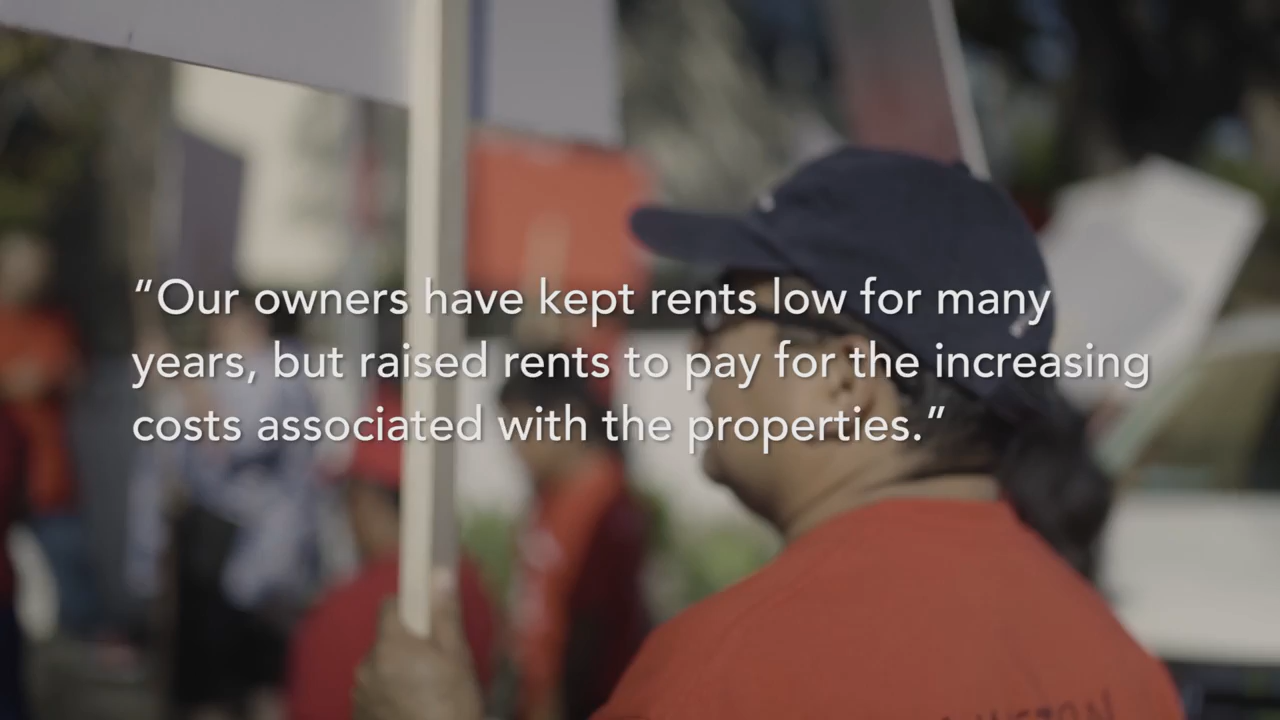 “Our owners have kept rents low for many
years, but raised rents to pay for the increasing
costs associated with the properties.”